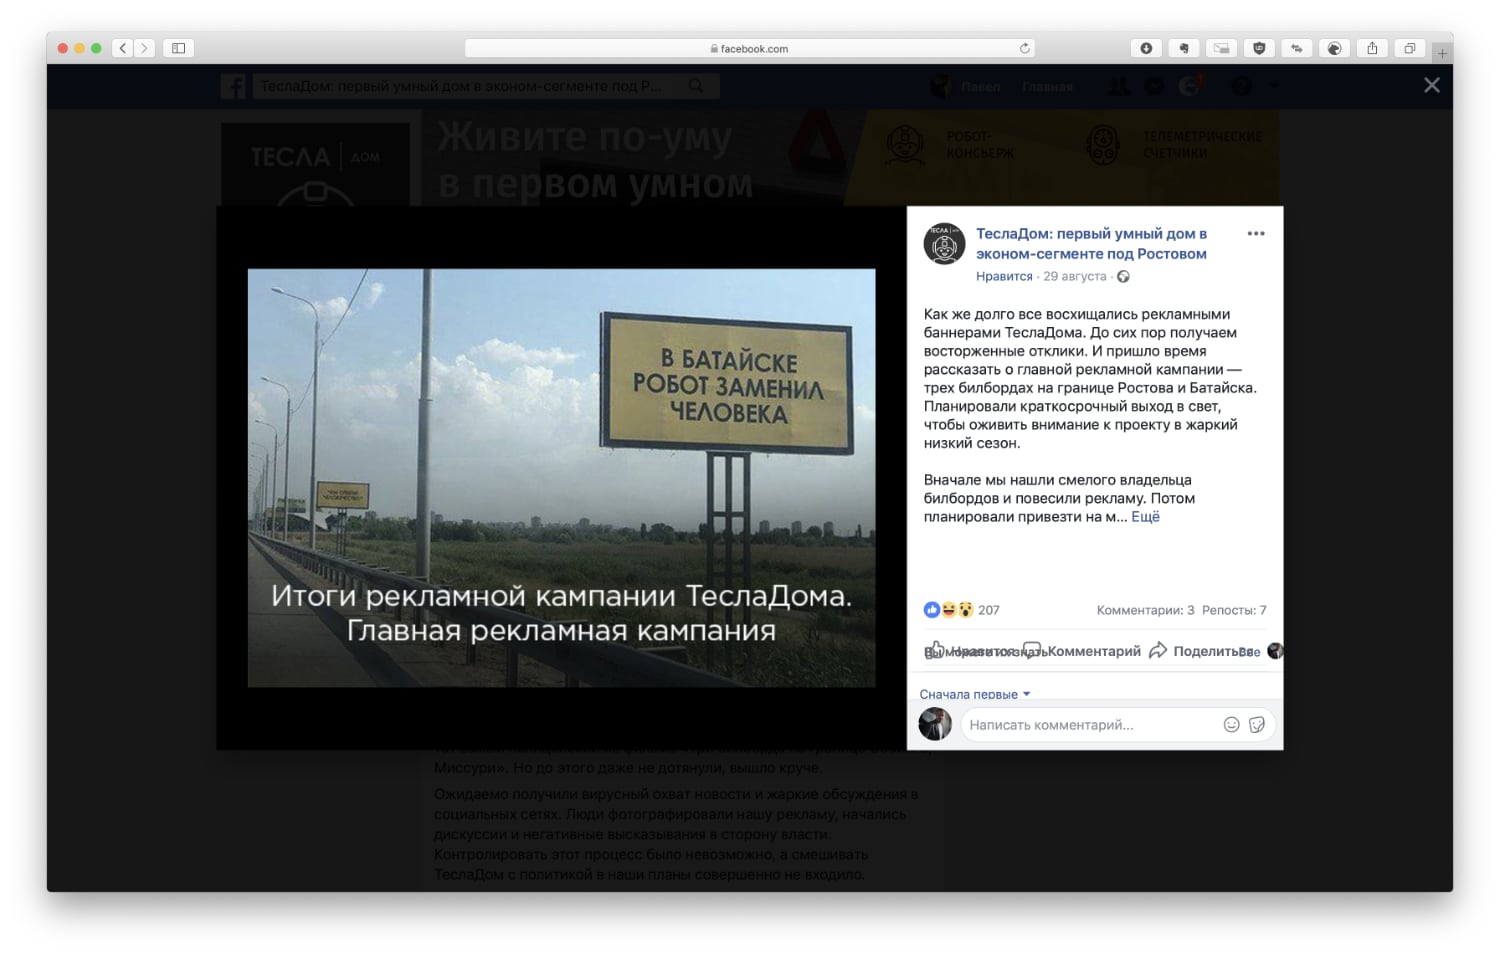 facebook.com
ТеслаДом: первый умный дом в эконом-сегменте под Р...
Павел
Главная
1
ТЕСЛА | ДОМ
Живите по-уму
в первом умном
РОБОТ-
КОНСЬЕРЖ
ТЕЛЕМЕТРИЧЕСКИЕ
СЧЕТЧИКИ
В БАТАЙСКЕ
РОБОТ ЗАМЕНИЛ
ЧЕЛОВЕКА
Итоги рекламной кампании ТеслаДома.
Главная рекламная кампания
ТеслаДом: первый умный дом в
эконом-сегменте под Ростовом
Нравится · 29 августа ·
Как же долго все восхищались рекламными
баннерами ТеслаДома. До сих пор получаем
восторженные отклики. И пришло время
рассказать о главной рекламной кампании —
трех билбордах на границе Ростова и Батайска.
Планировали краткосрочный выход в свет,
чтобы оживить внимание к проекту в жаркий
низкий сезон.
Вначале мы нашли смелого владельца
билбордов и повесили рекламу. Потом
планировали привезти на м... Ещё
207
Комментарии: 3 Репосты: 7
Нравится Комментарий Поделиться
Все
Сначала первые
Написать комментарий...
Миссури». Но до этого даже не дотянули, вышло круче.
Ожидаемо получили вирусный охват новости и жаркие обсуждения в
социальных сетях. Люди фотографировали нашу рекламу, начались
дискуссии и негативные высказывания в сторону власти.
Контролировать этот процесс было невозможно, а смешивать
ТеслаДом с политикой в наши планы совершенно не входило.